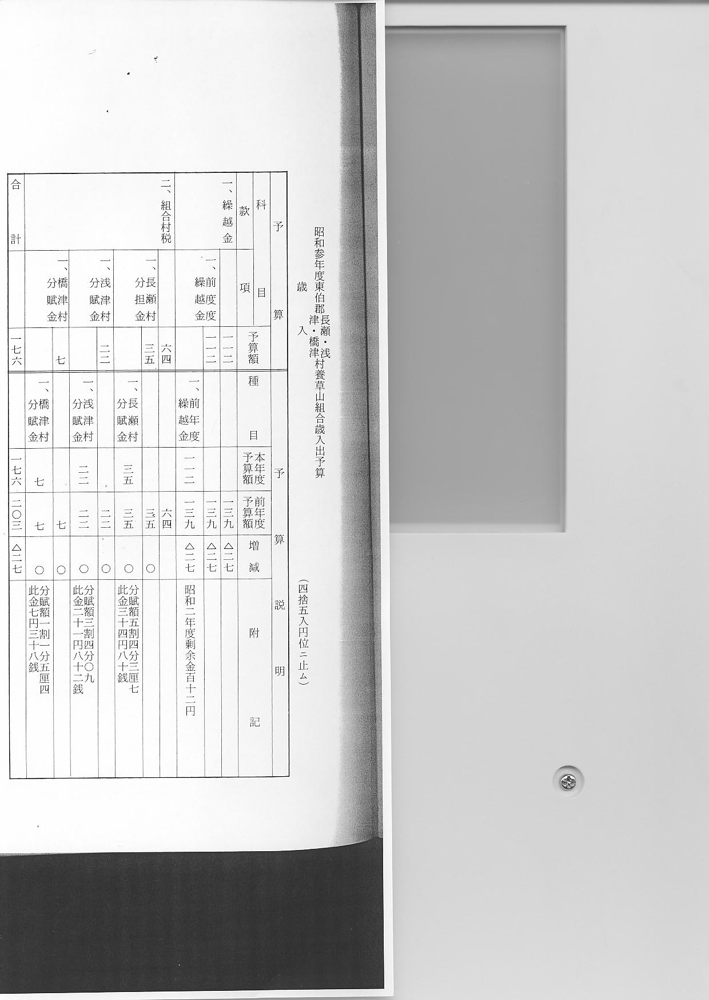 昭和参年度東伯郡長瀬・浅津・橋津村養草山組合歳入出予算
歳入
（四捨五入円位ニ止ム）
予算
予算説明
科目
款
項
予算額
種目
本年度予算額
前年度予算額
増減
附記
一、繰越金
一一二
一三九
△二七
一、前度度繰越金
一一二
一三九
△二七
一、前年度繰越金
一一二
一三九
△二七
昭和二年度剰余金百十二円
二、組合村税
六四
六四
一、長瀬村分担金
三五
三五
〇
一、長瀬村分賦金
三五
三五
〇
分賦額五割四分三厘七
此金三十四円八十銭
一、浅津村分賦金
二二
二二
〇
一、浅津村分賦金
二二
二二
〇
分賦額三割四分〇九
此金二十一円八十二銭
一、橋津村分賦金
七
七
〇
一、橋津村分賦金
七
七
〇
分賦額一割一分五厘四
此金七円三十八銭
合計
一七六
一七六
二〇三
△二七